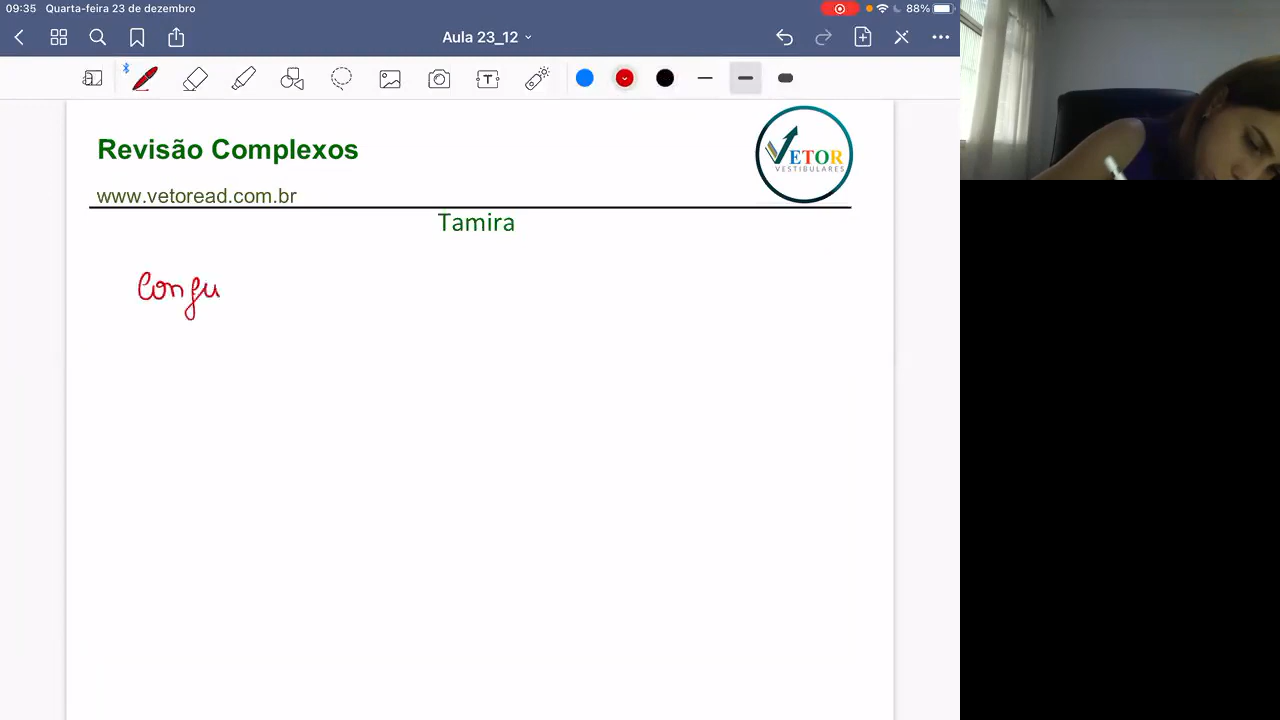 09:35 Quarta-feira 23 de dezembro 88%
Aula 23_12
T
Revisão Complexos
VETOR
VESTIBULARES
www.vetoread.com.br
Tamira
Conju